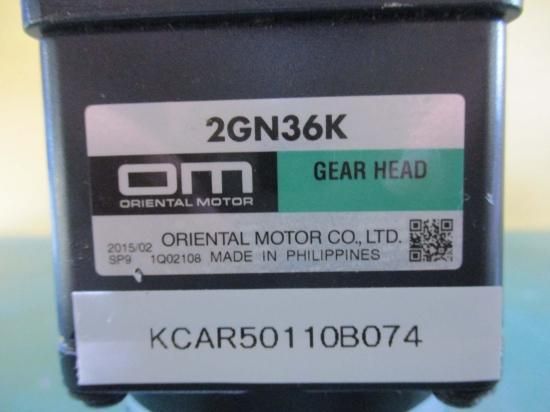 2GN36K
om
ORIENTAL MOTOR
GEAR HEAD
2015/02 ORIENTAL MOTOR CO., LTD.
SP9 1Q02108 MADE IN PHILIPPINES
KCAR50110B074